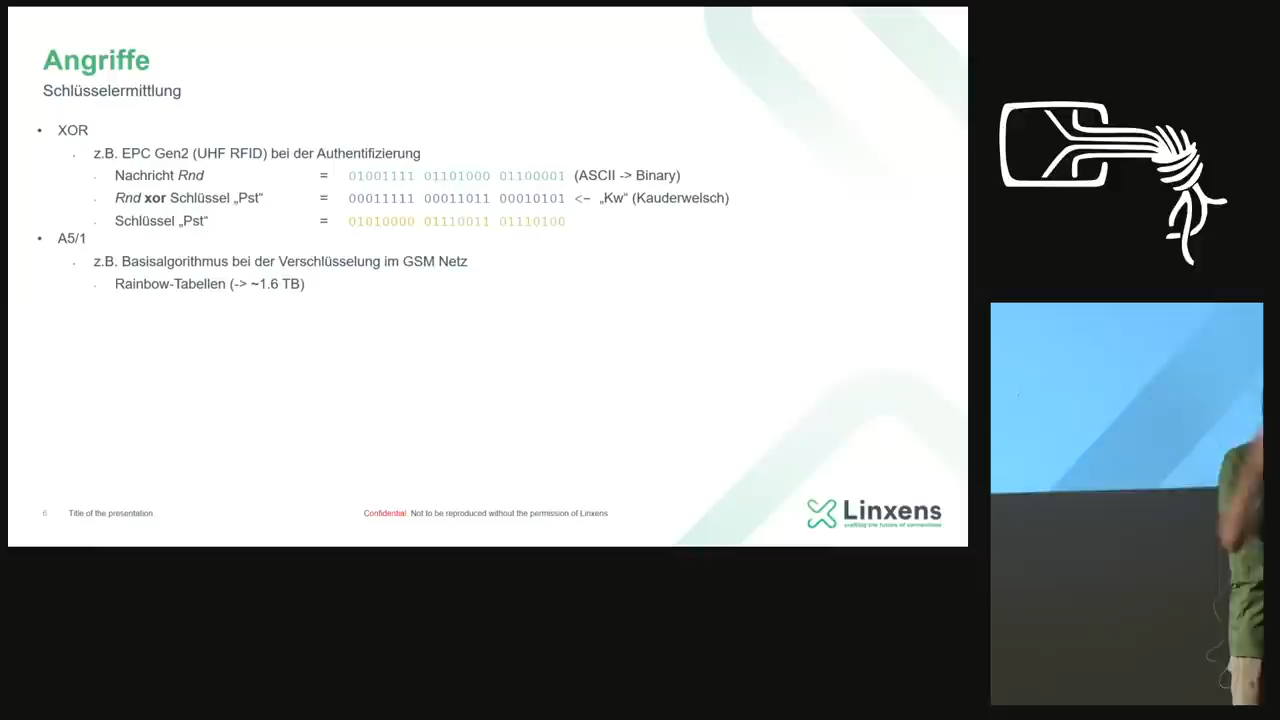 Angriffe
Schlüsselermittlung
• XOR
z.B. EPC Gen2 (UHF RFID) bei der Authentifizierung
Nachricht Rnd = 01001111 01101000 01100001 (ASCII -> Binary)
Rnd xor Schlüssel „Pst“ = 00011111 00011011 00010101 <– „Kw“ (Kauderwelsch)
Schlüssel „Pst“ = 01010000 01110011 01110100
• A5/1
z.B. Basisalgorithmus bei der Verschlüsselung im GSM Netz
Rainbow-Tabellen (-> ~1.6 TB)
6 Title of the presentation Confidential Not to be reproduced without the permission of Linxens
Linxens